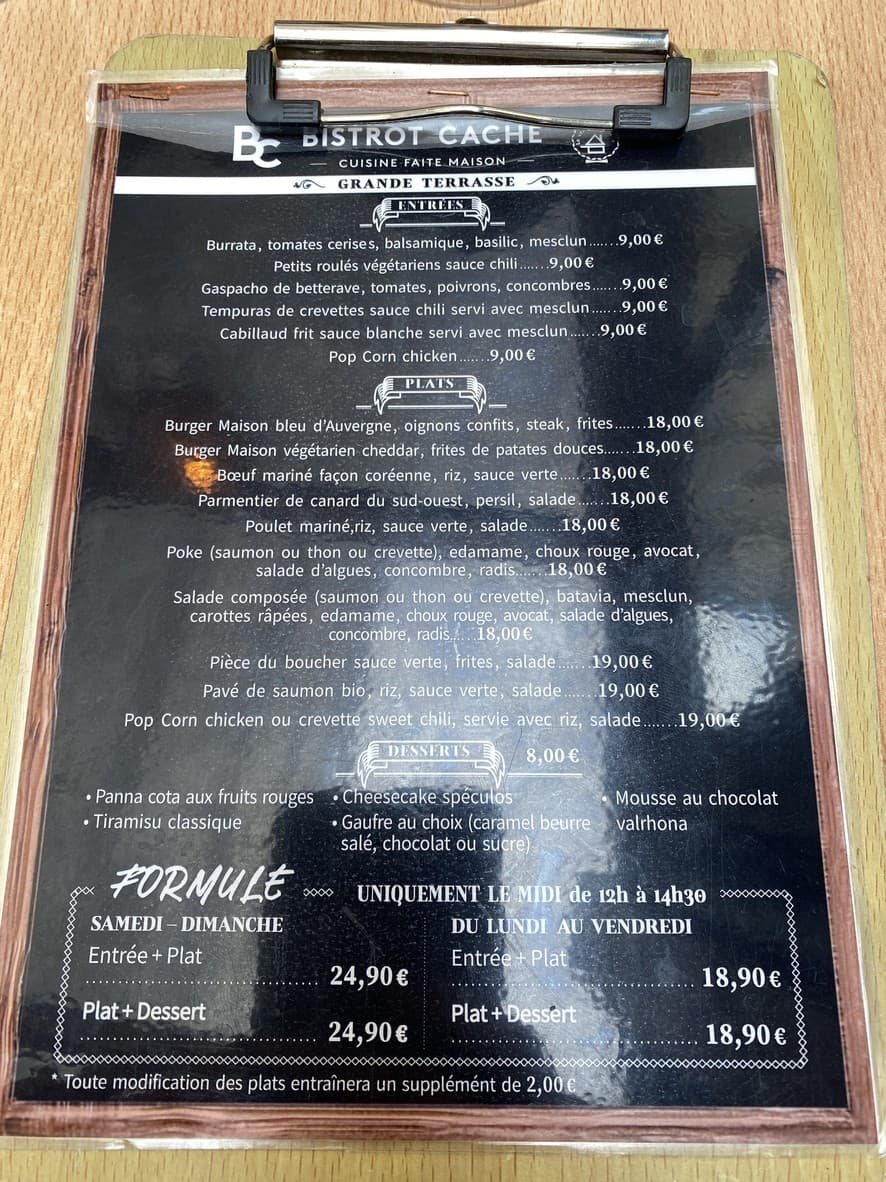 BC BISTROT CACHE
CUISINE FAITE MAISON
GRANDE TERRASSE
ENTRÉES
Burrata, tomates cerises, balsamique, basilic, mesclun.......9,00€
Petits roulés végétariens sauce chili.......9,00€
Gaspacho de betterave, tomates, poivrons, concombres.......9,00€
Tempuras de crevettes sauce chili servi avec mesclun.......9,00€
Cabillaud frit sauce blanche servi avec mesclun.......9,00€
Pop Corn chicken.......9,00€
PLATS
Burger Maison bleu d'Auvergne, oignons confits, steak, frites.......18,00€
Burger Maison végétarien cheddar, frites de patates douces.......18,00€
Bœuf mariné façon coréenne, riz, sauce verte.......18,00€
Parmentier de canard du sud-ouest, persil, salade.......18,00€
Poulet mariné,riz, sauce verte, salade.......18,00€
Poke (saumon ou thon ou crevette), edamame, choux rouge, avocat,
salade d'algues, concombre, radis.......18,00€
Salade composée (saumon ou thon ou crevette), batavia, mesclun,
carottes râpées, edamame, choux rouge, avocat, salade d'algues,
concombre, radis.......18,00€
Pièce du boucher sauce verte, frites, salade.......19,00€
Pavé de saumon bio, riz, sauce verte, salade.......19,00€
Pop Corn chicken ou crevette sweet chili, servie avec riz, salade.......19,00€
DESSERTS 8,00€
• Panna cota aux fruits rouges
• Tiramisu classique
• Cheesecake spéculos
• Gaufre au choix (caramel beurre
salé, chocolat ou sucre)
• Mousse au chocolat
valrhona
FORMULE UNIQUEMENT LE MIDI de 12h à 14h30
SAMEDI – DIMANCHE
Entrée + Plat
24,90€
Plat + Dessert
24,90€
DU LUNDI AU VENDREDI
Entrée + Plat
18,90€
Plat + Dessert
18,90€
* Toute modification des plats entraînera un supplémént de 2,00€